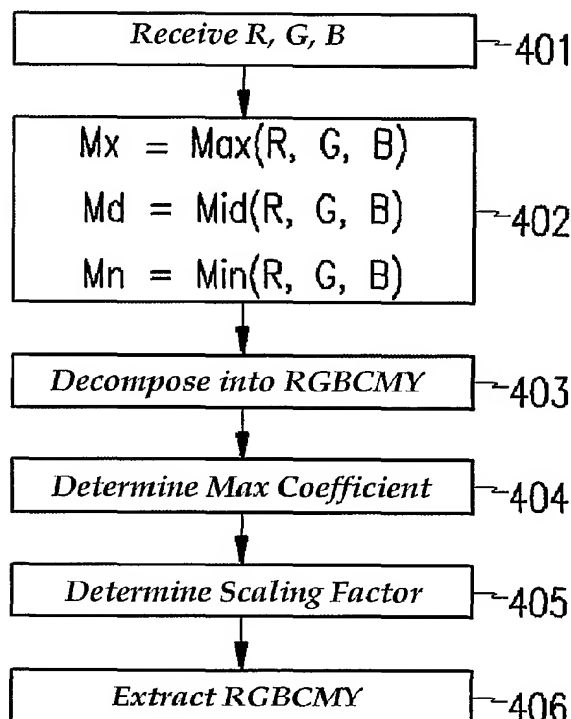 Receive R, G, B
401
Mx = Max(R, G, B)
Md = Mid(R, G, B)
Mn = Min(R, G, B)
402
Decompose into RGBCMY
403
Determine Max Coefficient
404
Determine Scaling Factor
405
Extract RGBCMY
406